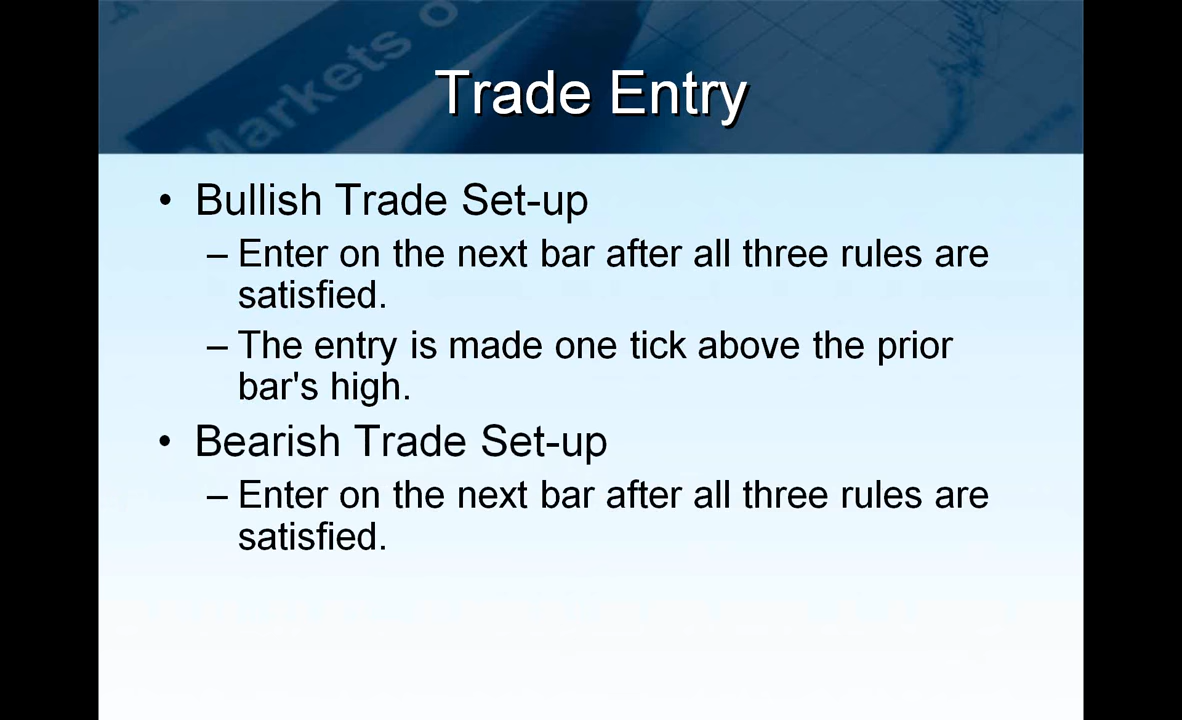 Markets o
Trade Entry
• Bullish Trade Set-up
– Enter on the next bar after all three rules are
satisfied.
– The entry is made one tick above the prior
bar's high.
• Bearish Trade Set-up
– Enter on the next bar after all three rules are
satisfied.